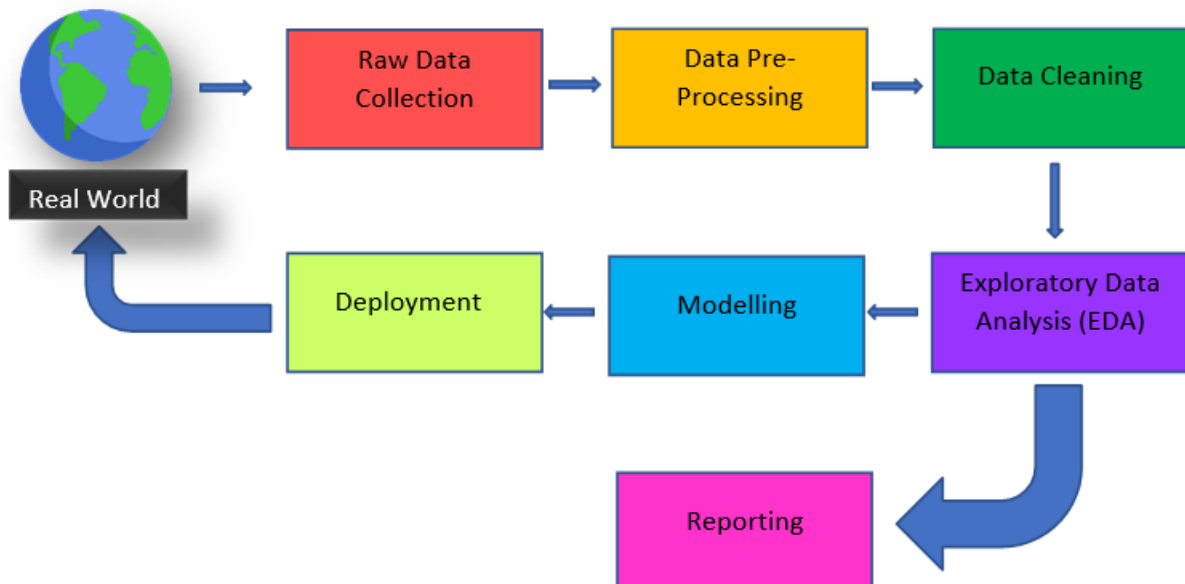 Raw Data
Collection
Data Pre-
Processing
Data Cleaning
Real World
Deployment
Modelling
Exploratory Data
Analysis (EDA)
Reporting